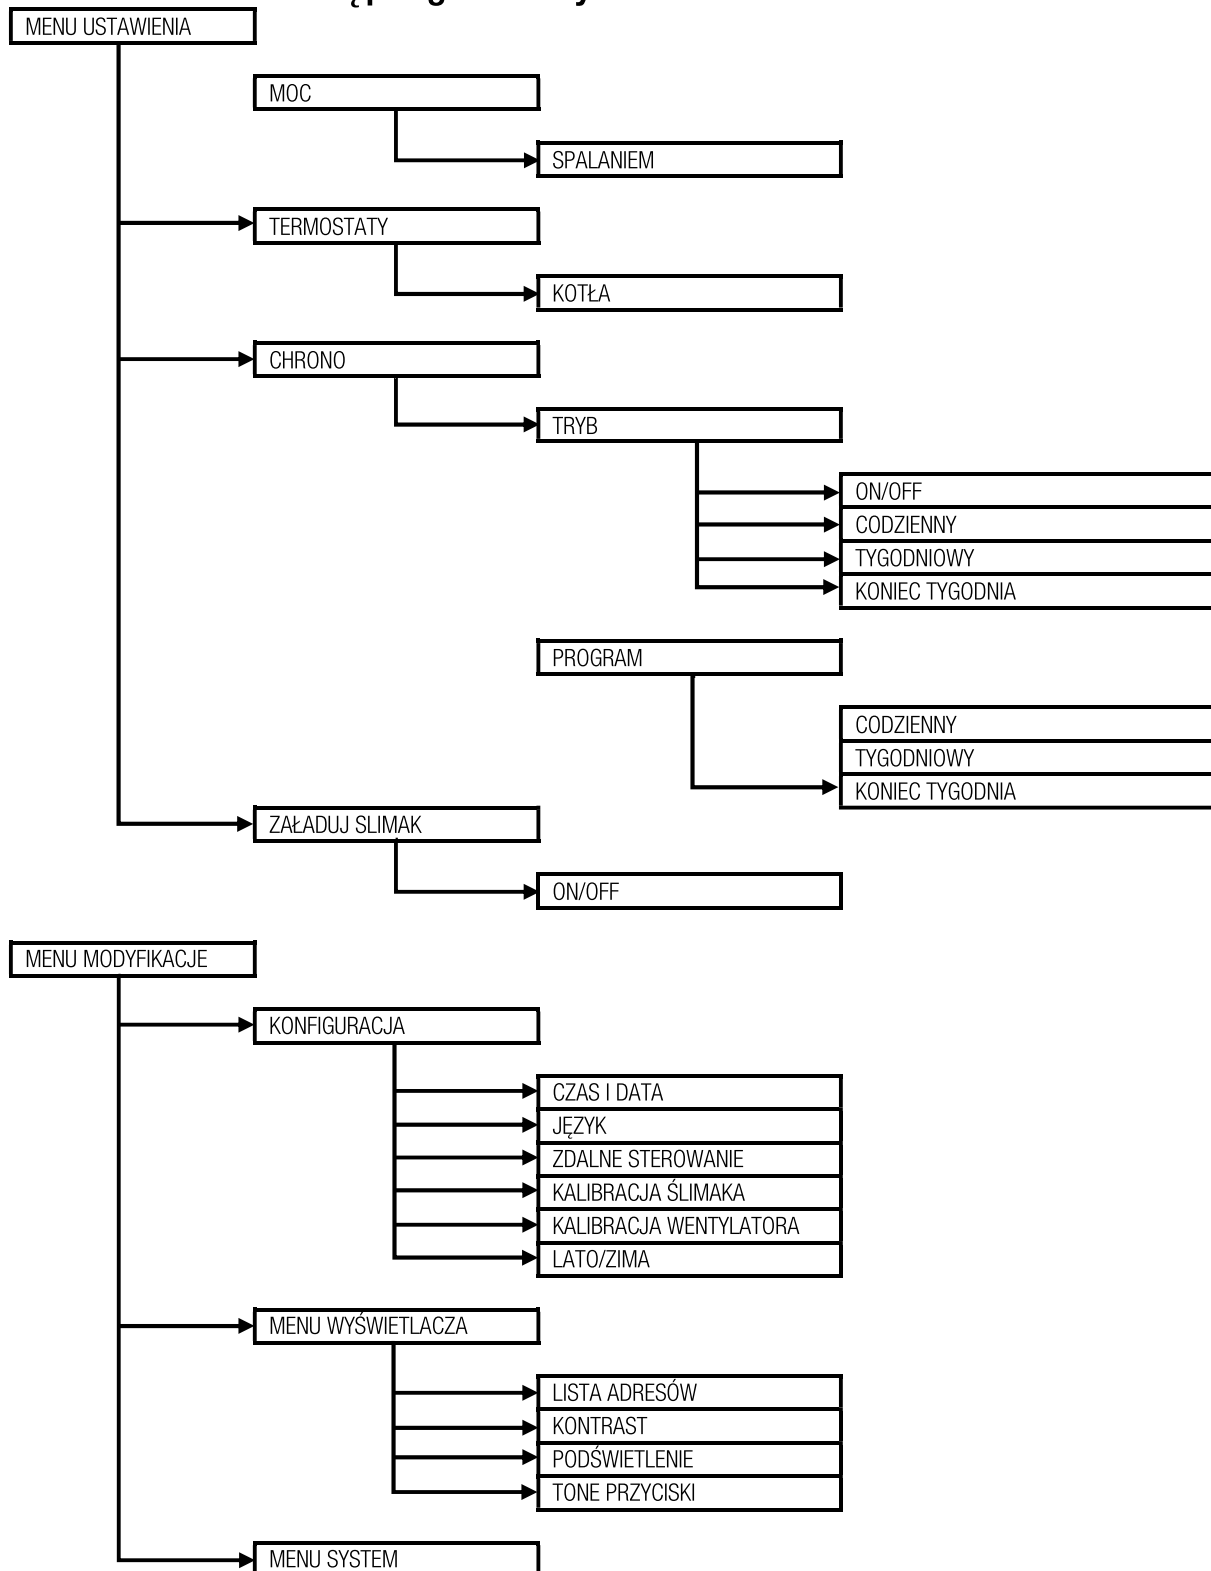 MENU USTAWIENIA
MOC
SPALANIEM
TERMOSTATY
KOTŁA
CHRONO
TRYB
ON/OFF
CODZIENNY
TYGODNIOWY
KONIEC TYGODNIA
PROGRAM
CODZIENNY
TYGODNIOWY
KONIEC TYGODNIA
ZAŁADUJ SLIMAK
ON/OFF
MENU MODYFIKACJE
KONFIGURACJA
CZAS I DATA
JĘZYK
ZDALNE STEROWANIE
KALIBRACJA ŚLIMAKA
KALIBRACJA WENTYLATORA
LATO/ZIMA
MENU WYŚWIETLACZA
LISTA ADRESÓW
KONTRAST
PODŚWIETLENIE
TONE PRZYCISKI
MENU SYSTEM